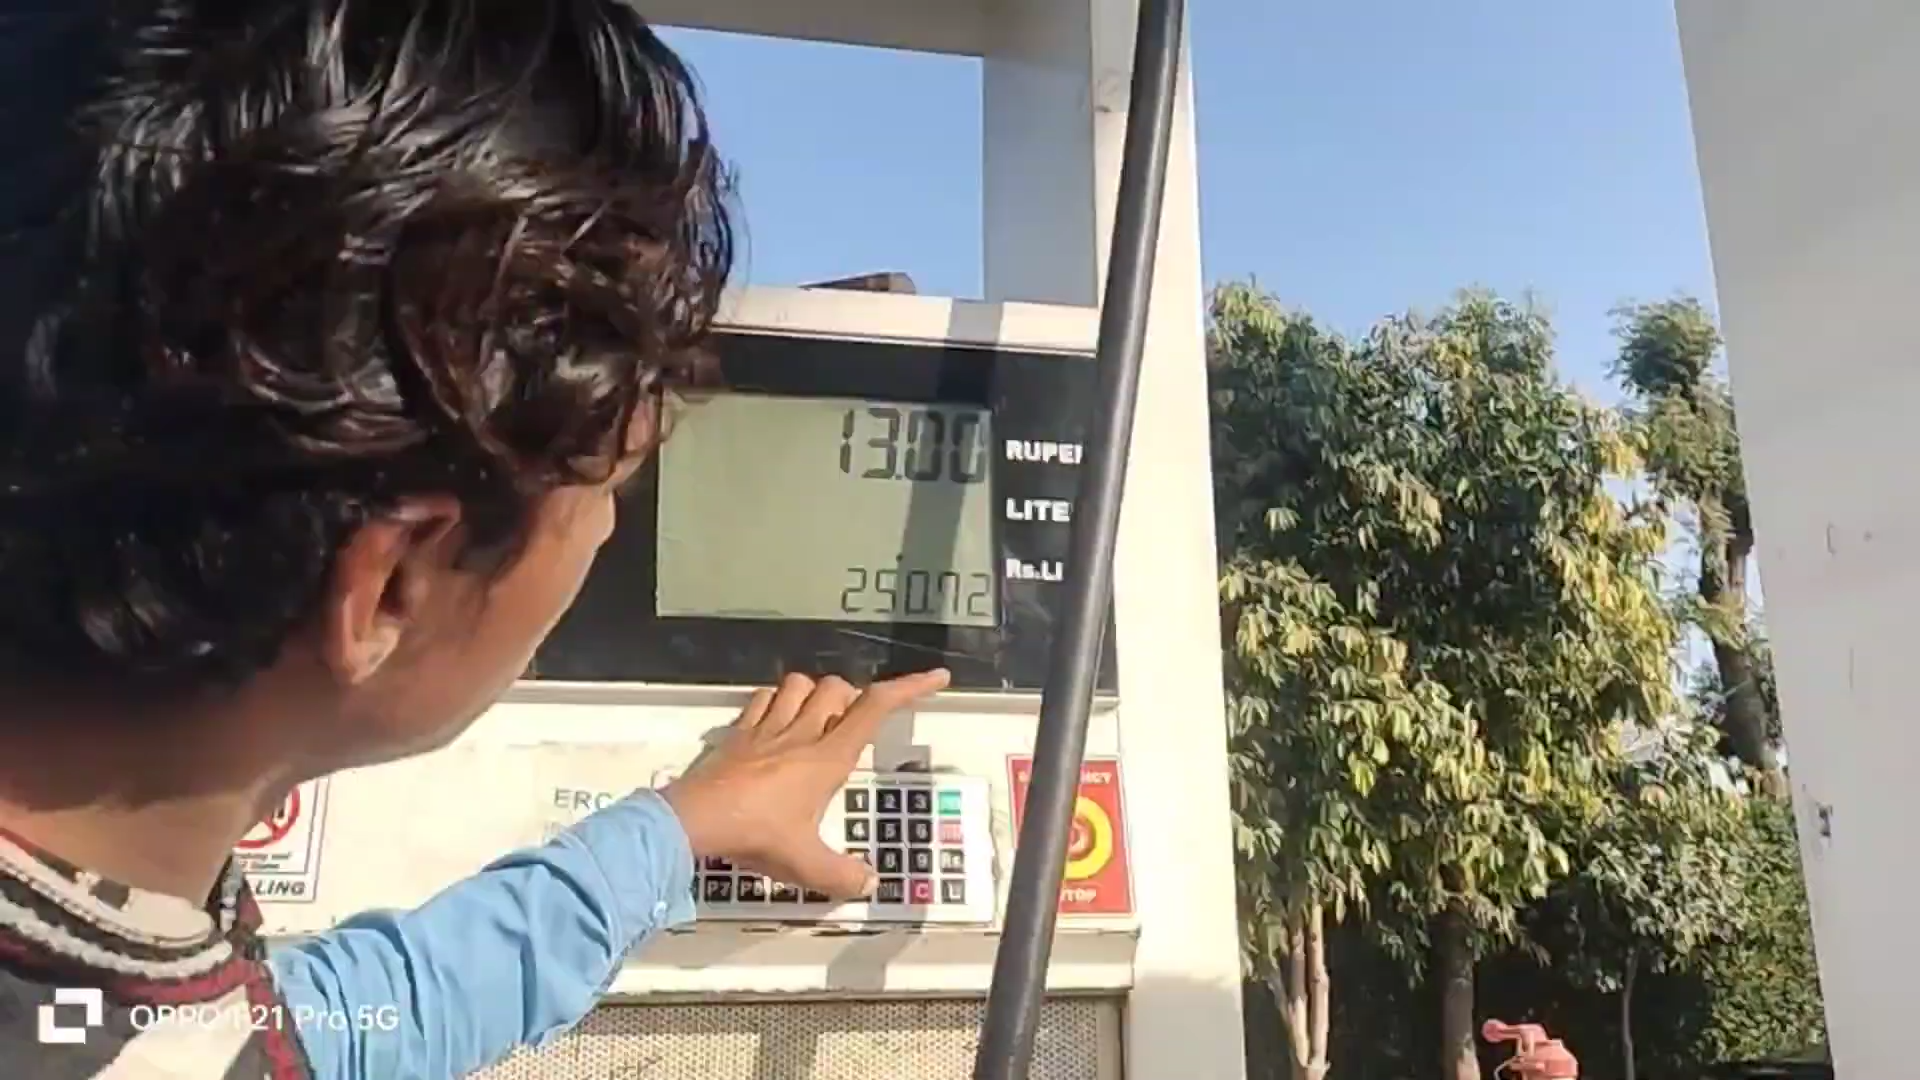 13.00
RUPE
LITE
250.72
Rs.LI
ERC
1 2 3
4 5 6
8 9 Rs
P7 P8 P9
C L
LING
STOP
OPPO F21 Pro 5G